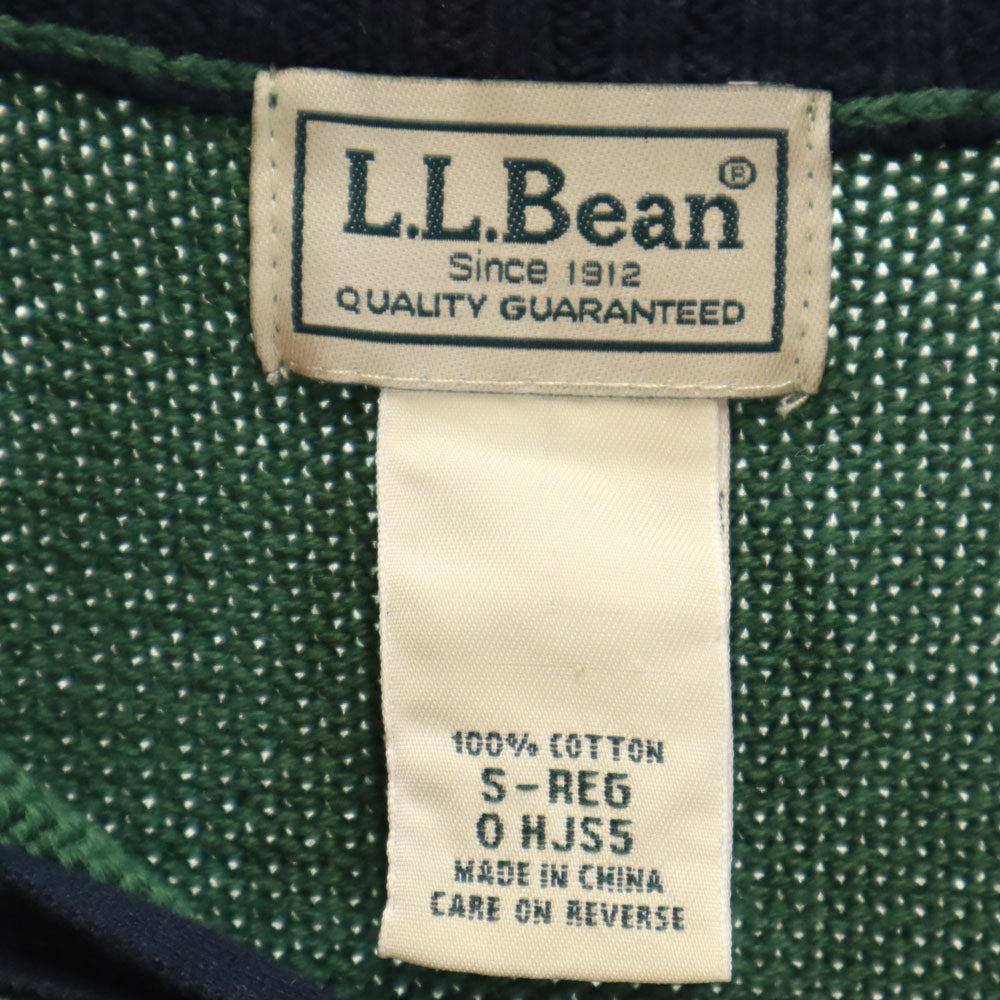 L.L.Bean®
Since 1912
QUALITY GUARANTEED
100% COTTON
S-REG
0 HJS5
MADE IN CHINA
CARE ON REVERSE